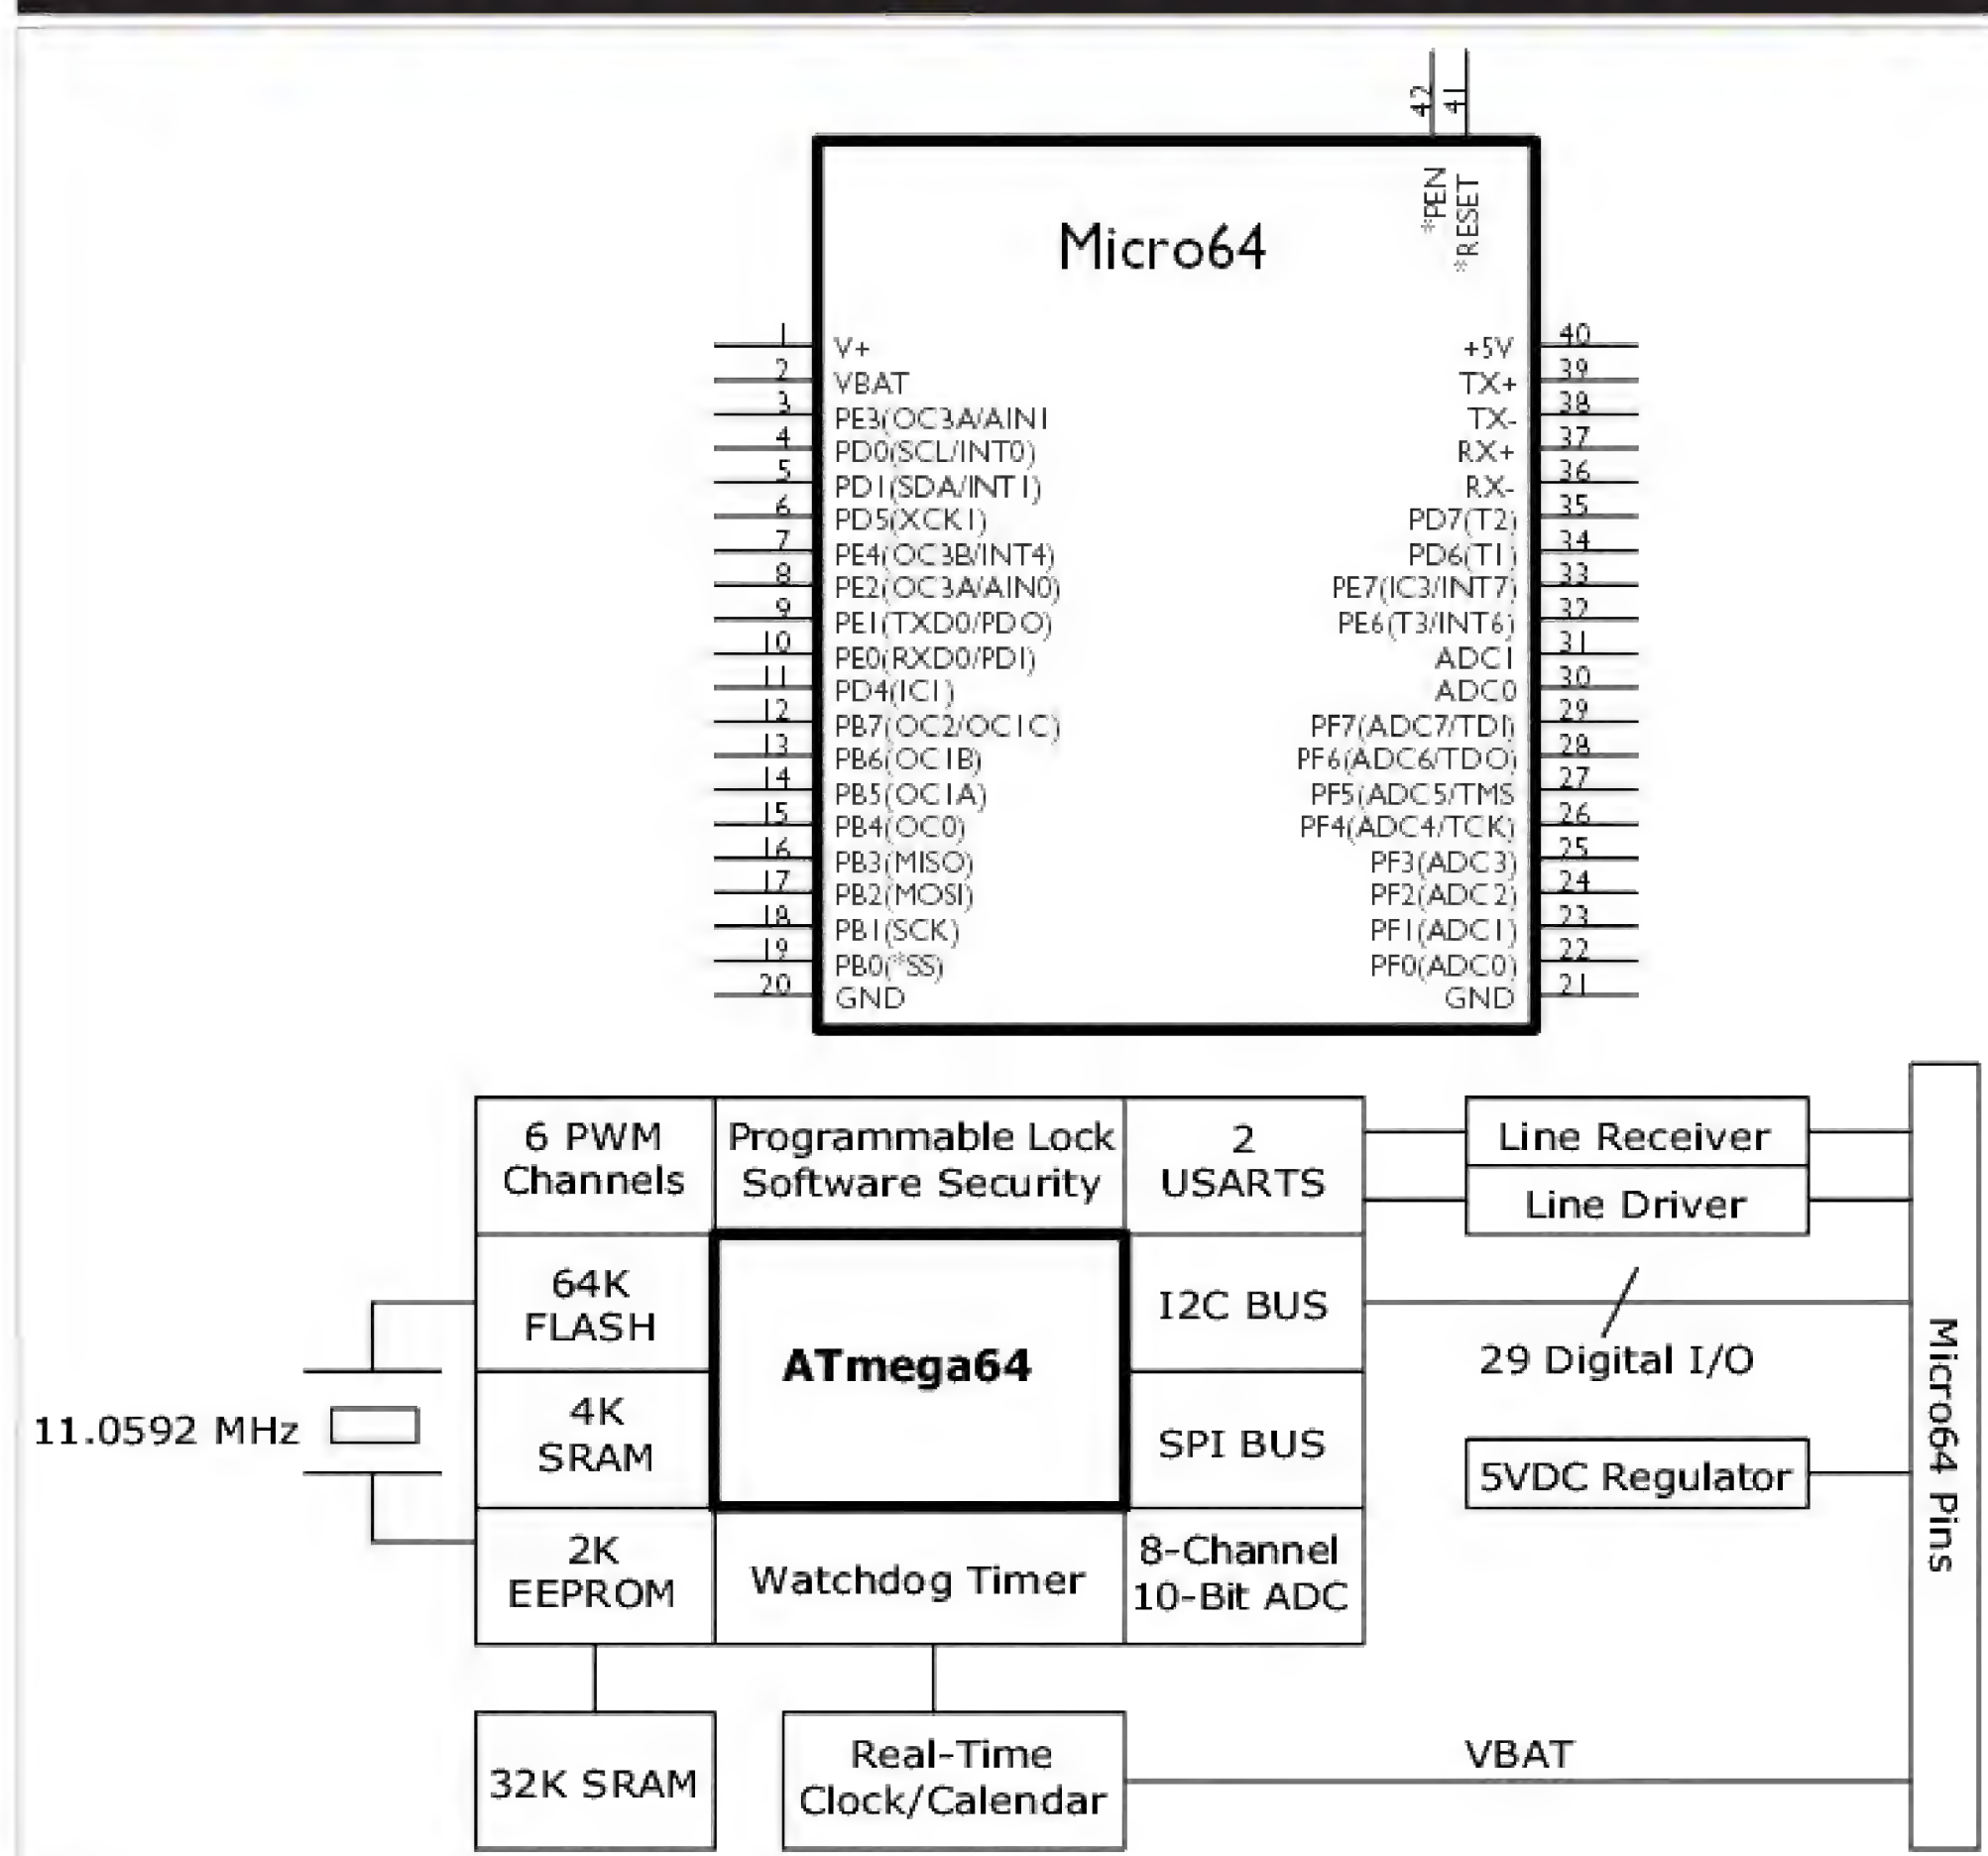 42
41
*PEN
*RESET
Micro64
1 V+ +5V 40
2 VBAT TX+ 39
3 PE3(OC3A/AIN1 TX- 38
4 PD0(SCL/INT0) RX+ 37
5 PD1(SDA/INT1) RX- 36
6 PD5(XCK1) PD7(T2) 35
7 PE4(OC3B/INT4) PD6(T1) 34
8 PE2(OC3A/AIN0) PE7(IC3/INT7) 33
9 PE1(TXD0/PDO) PE6(T3/INT6) 32
10 PE0(RXD0/PDI) ADC1 31
11 PD4(IC1) ADC0 30
12 PB7(OC2/OC1C) PF7(ADC7/TDI) 29
13 PB6(OC1B) PF6(ADC6/TDO) 28
14 PB5(OC1A) PF5(ADC5/TMS 27
15 PB4(OC0) PF4(ADC4/TCK) 26
16 PB3(MISO) PF3(ADC3) 25
17 PB2(MOSI) PF2(ADC2) 24
18 PB1(SCK) PF1(ADC1) 23
19 PB0(*SS) PF0(ADC0) 22
20 GND GND 21
6 PWM
Channels
Programmable Lock
Software Security
2
USARTS
Line Receiver
Line Driver
64K
FLASH
ATmega64
I2C BUS
29 Digital I/O
11.0592 MHz
4K
SRAM
SPI BUS
5VDC Regulator
Micro64 Pins
2K
EEPROM
Watchdog Timer
8-Channel
10-Bit ADC
32K SRAM
Real-Time
Clock/Calendar
VBAT